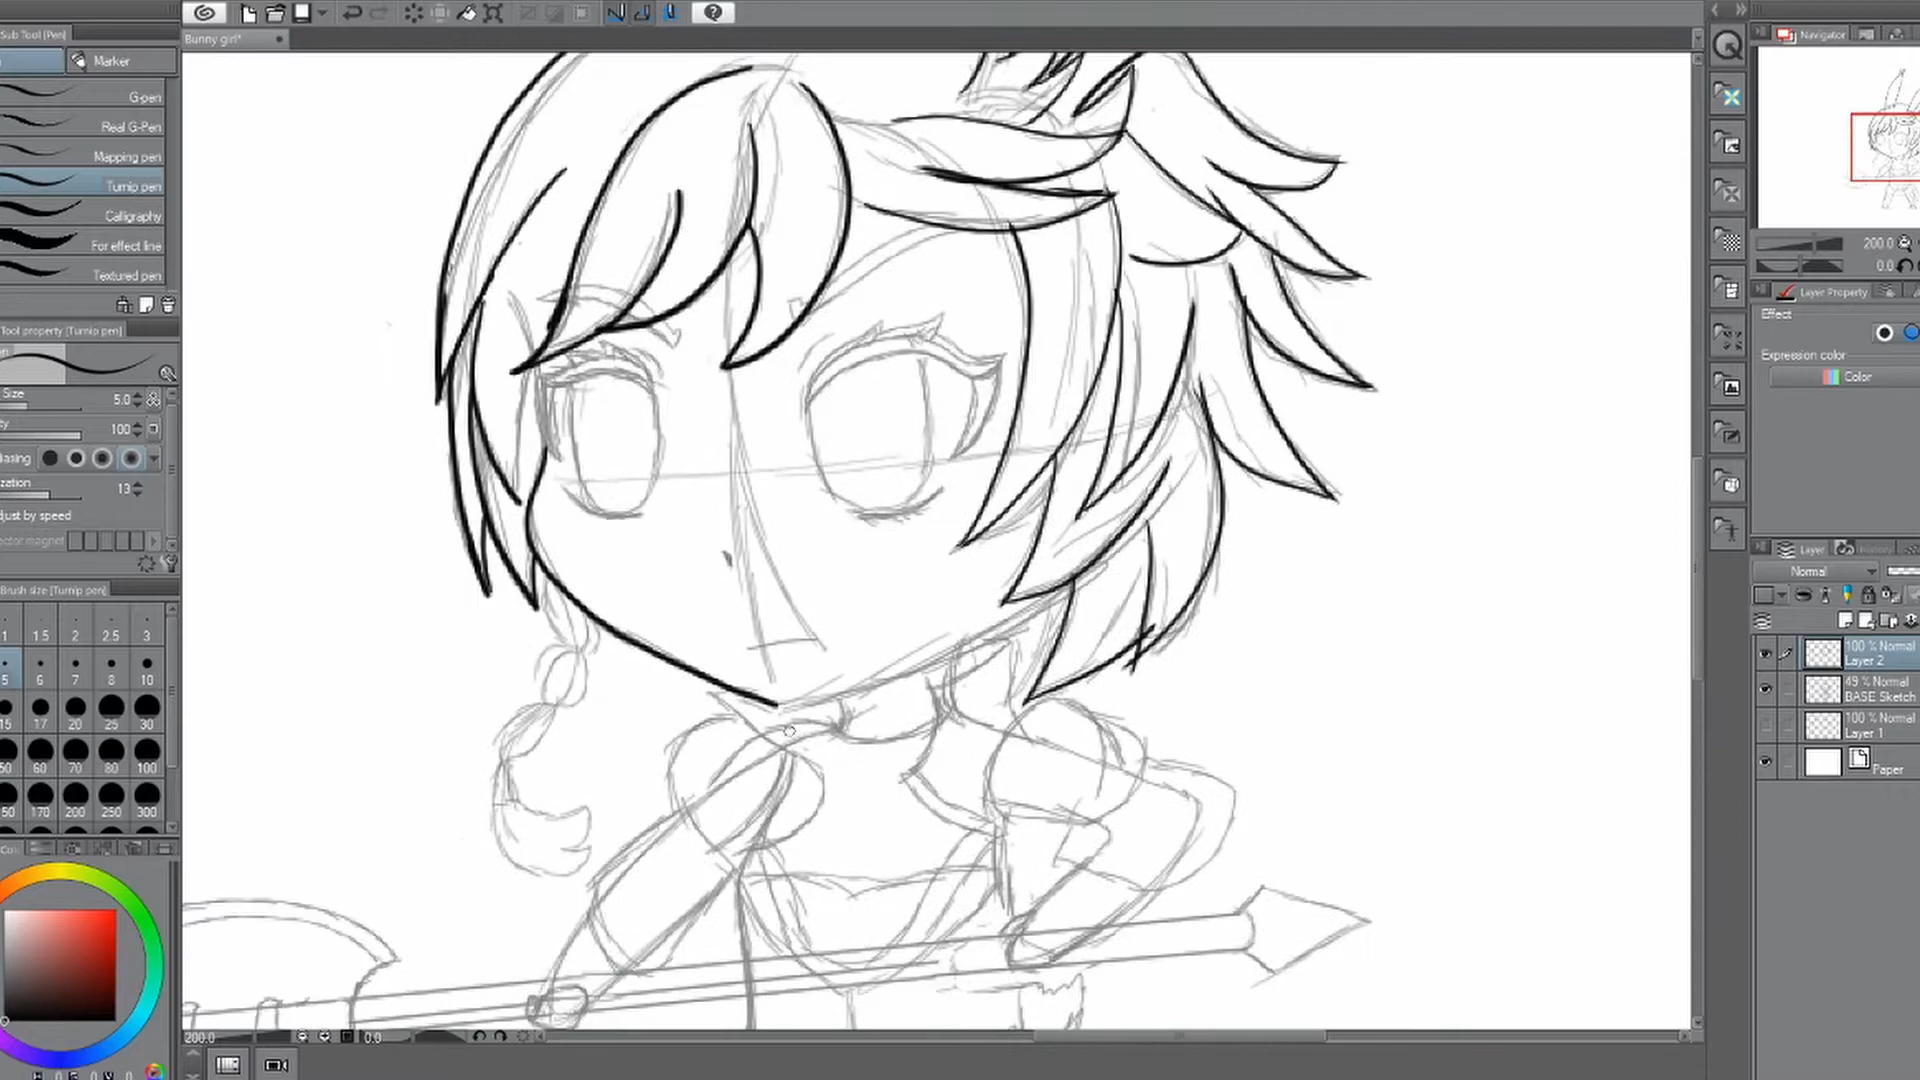 Bunny girl*
Sub Tool [Pen]
Marker
G-pen
Real G-Pen
Mapping pen
Turnip pen
Calligraphy
For effect line
Textured pen
Tool property [Turnip pen]
Size 5.0
100
13
by speed
Brush size [Turnip pen]
1 1.5 2 2.5 3
5 6 7 8 10
15 17 20 25 30
50 60 70 80 100
50 170 200 250 300
200.0 0.0
Navigator
200.0
0.0
Layer Property
Effect
Expression color
Color
Layer
Normal
100 % Normal
Layer 2
49 % Normal
BASE Sketch
100 % Normal
Layer 1
Paper